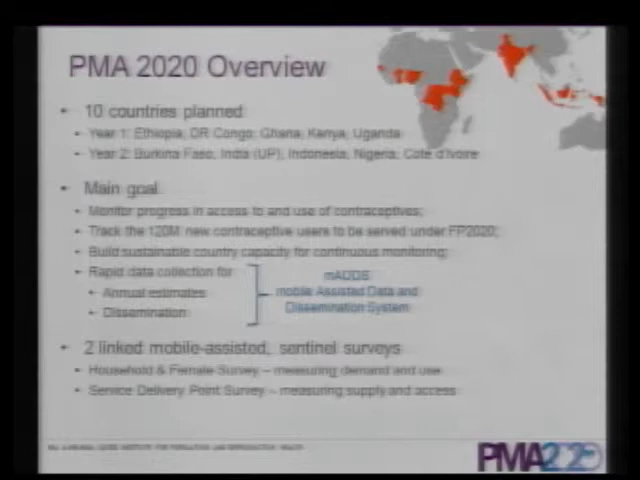 PMA 2020 Overview
• 10 countries planned
• Year 1: Ethiopia, DR Congo; Ghana; Kenya, Uganda
• Year 2: Burkina Faso, India (UP), Indonesia, Nigeria; Cote d'Ivoire
• Main goal
• Monitor progress in access to and use of contraceptives;
• Track the 120M new contraceptive users to be served under FP2020;
• Build sustainable country capacity for continuous monitoring;
• Rapid data collection for
• Annual estimates
• Dissemination
mADDS
mobile Assisted Data and
Dissemination System
• 2 linked mobile-assisted, sentinel surveys
• Household & Female Survey – measuring demand and use
• Service Delivery Point Survey – measuring supply and access
PMA2020